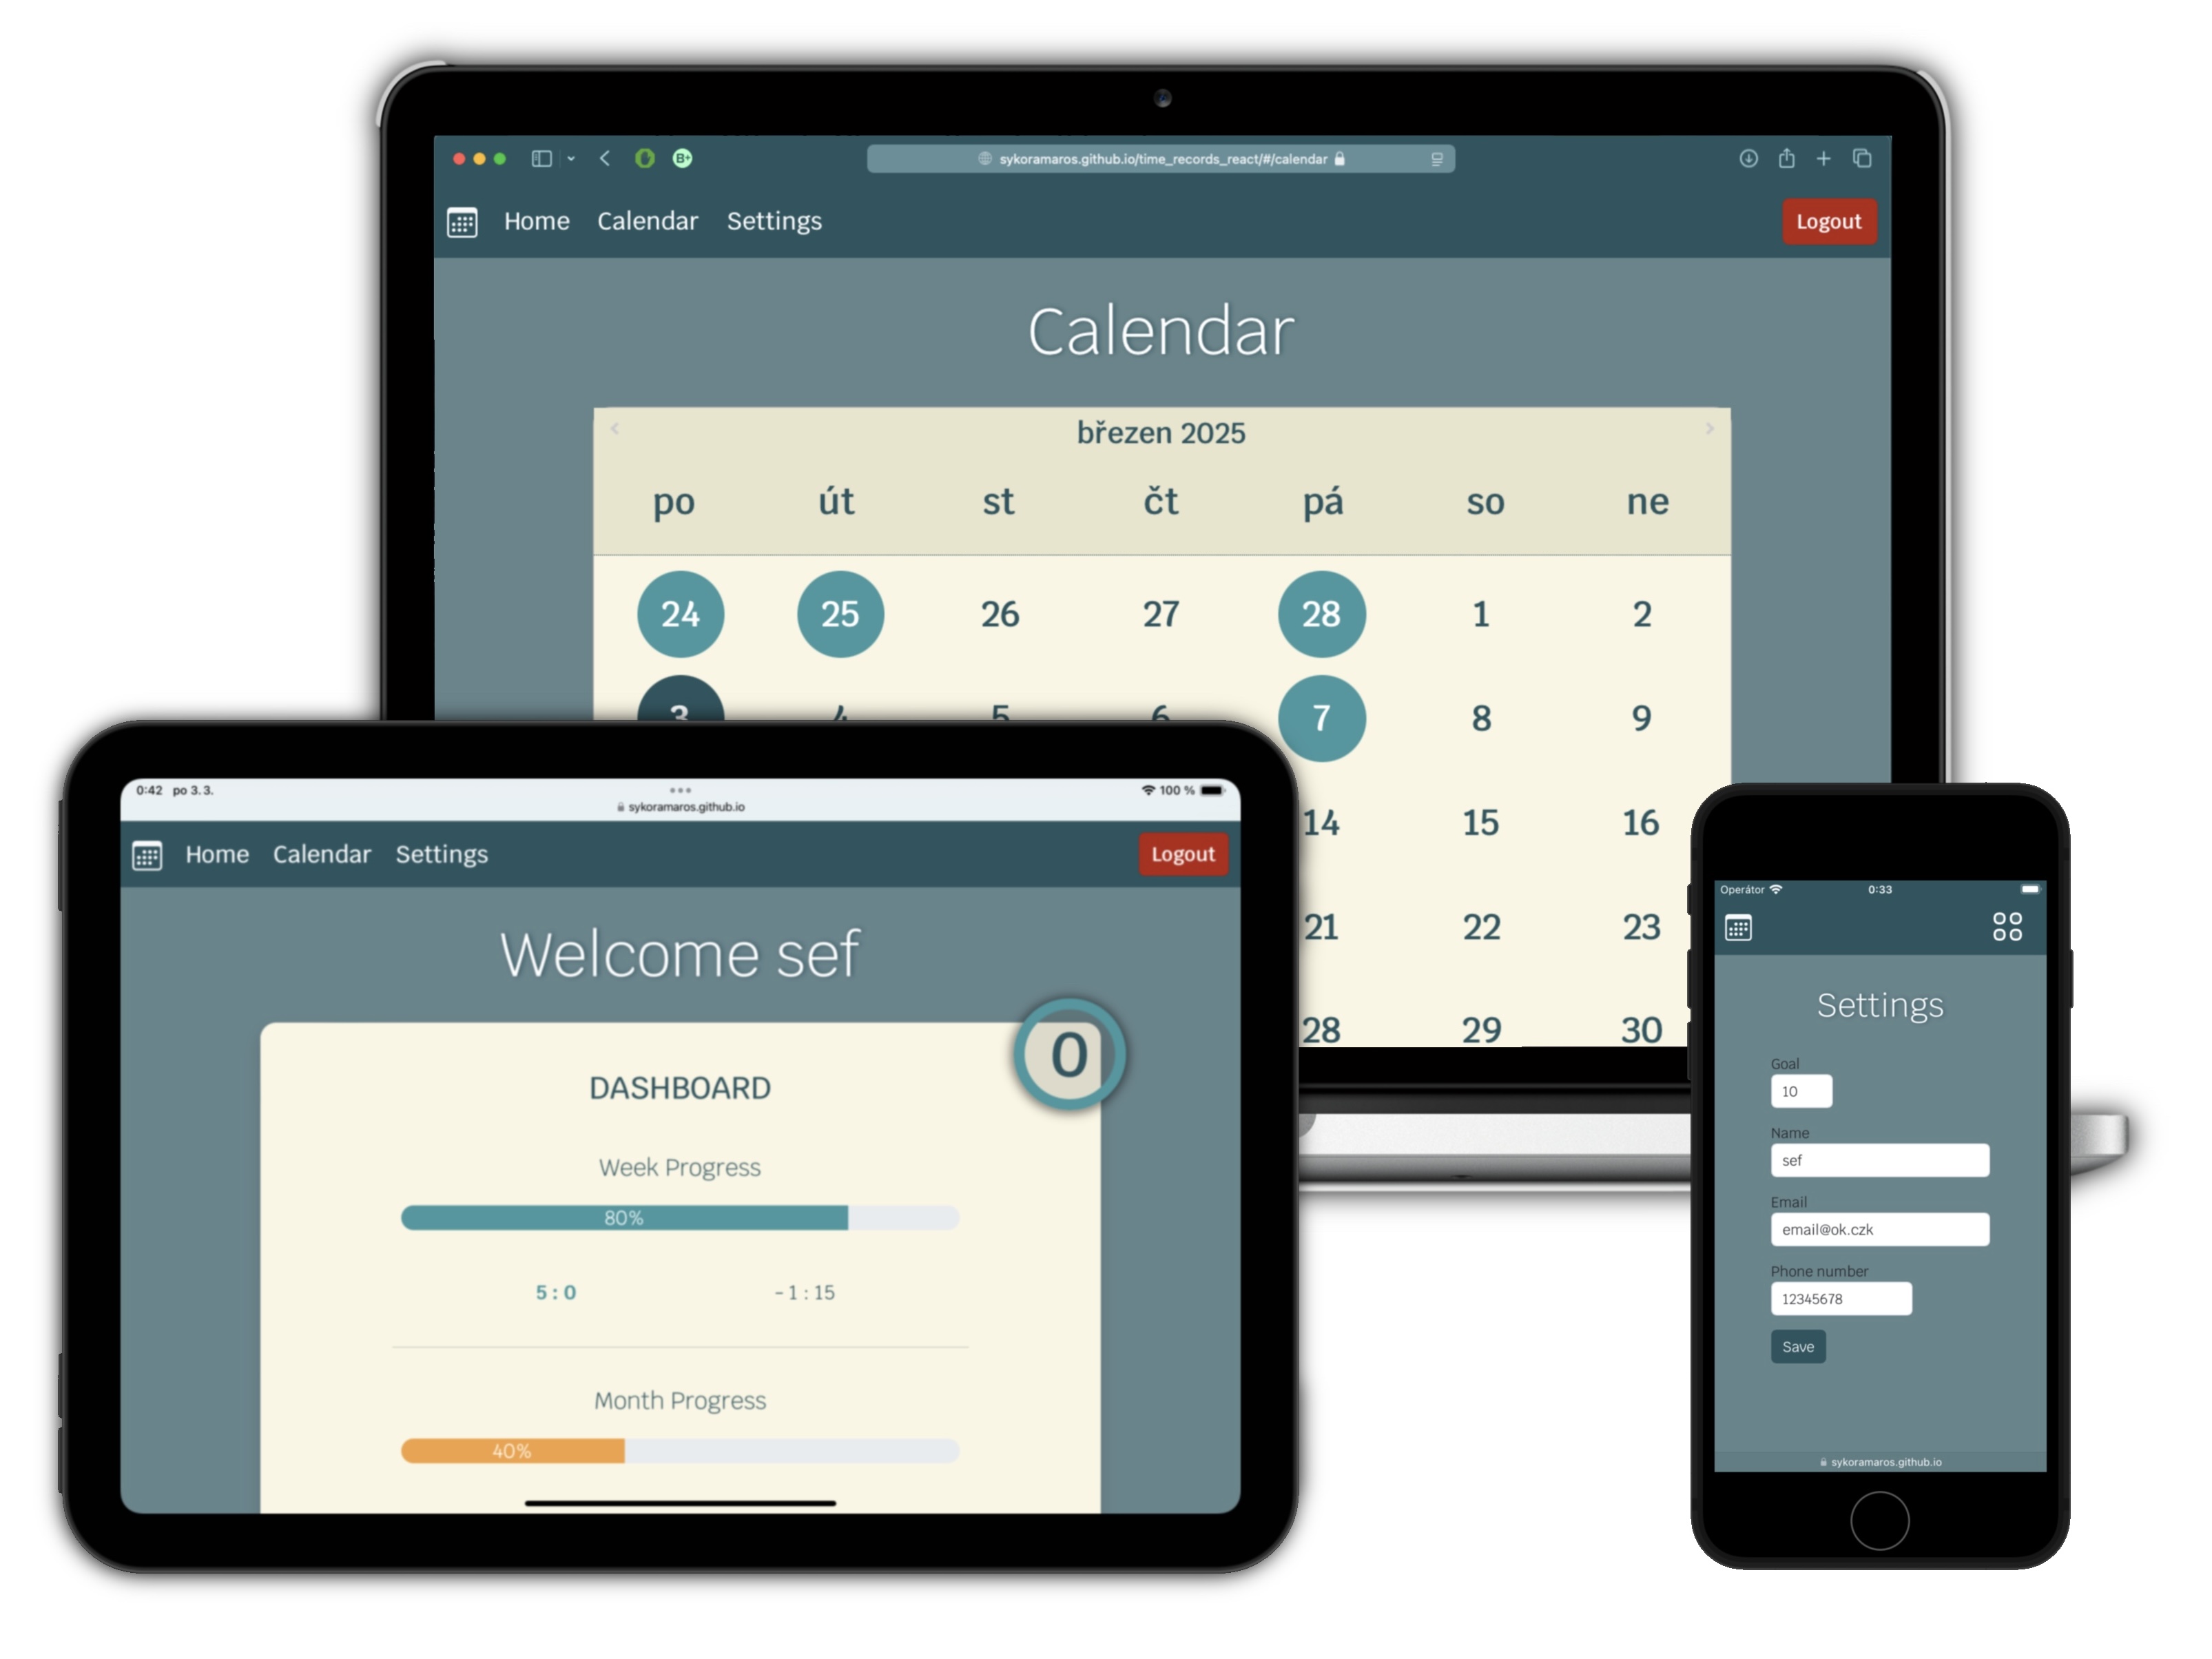 sykoramaros.github.io/time_records_react/#/calendar
Home Calendar Settings Logout
Calendar
březen 2025
po út st čt pá so ne
24 25 26 27 28 1 2
3 4 5 6 7 8 9
14 15 16
21 22 23
28 29 30
0:42 po 3. 3. 100 %
sykoramaros.github.io
Home Calendar Settings Logout
Welcome sef
0
DASHBOARD
Week Progress
80%
5 : 0 - 1 : 15
Month Progress
40%
Operátor 0:33
Settings
Goal
10
Name
sef
Email
email@ok.czk
Phone number
12345678
Save
sykoramaros.github.io